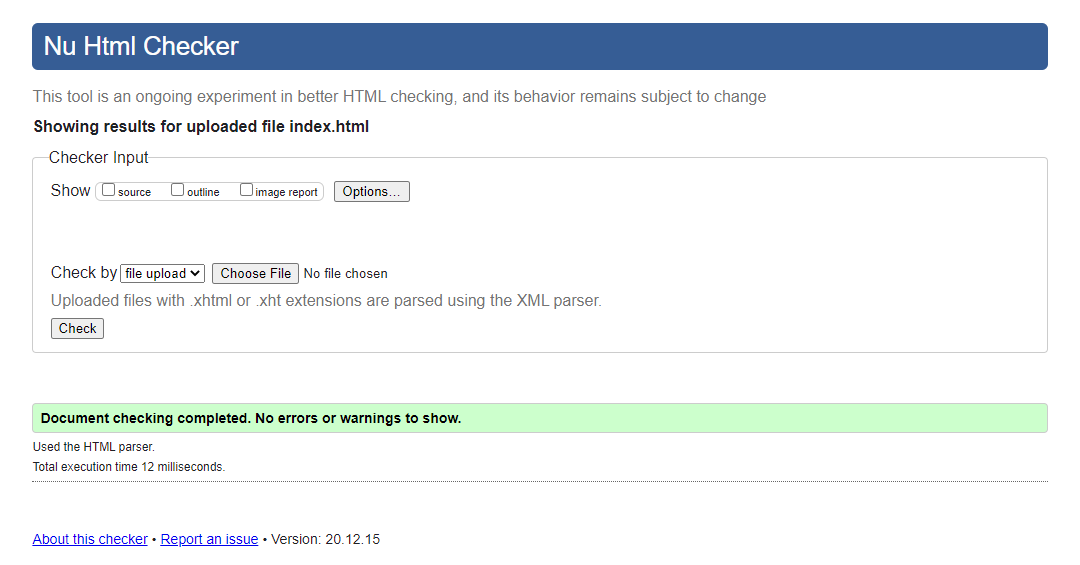 Nu Html Checker
This tool is an ongoing experiment in better HTML checking, and its behavior remains subject to change
Showing results for uploaded file index.html
Checker Input
Show source outline image report Options...
Check by file upload Choose File No file chosen
Uploaded files with .xhtml or .xht extensions are parsed using the XML parser.
Check
Document checking completed. No errors or warnings to show.
Used the HTML parser.
Total execution time 12 milliseconds.
About this checker • Report an issue • Version: 20.12.15